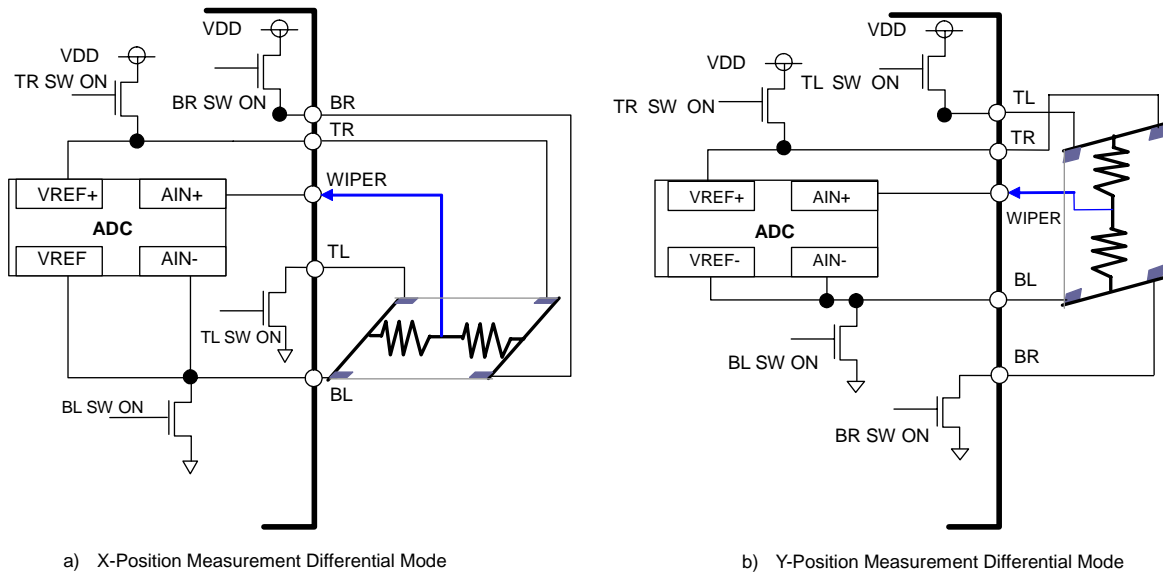 VDD
VDD
TR SW ON
BR SW ON
BR
TR
VREF+
AIN+
WIPER
ADC
VREF
AIN-
TL
TL SW ON
BL
BL SW ON
a) X-Position Measurement Differential Mode
VDD
VDD
TL SW ON
TR SW ON
TL
TR
VREF+
AIN+
WIPER
ADC
VREF-
AIN-
BL
BL SW ON
BR
BR SW ON
b) Y-Position Measurement Differential Mode